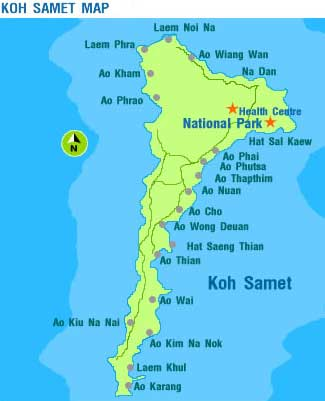 KOH SAMET MAP
Laem Noi Na
Laem Phra
Ao Wiang Wan
Ao Kham
Na Dan
Ao Phrao
Health Centre
National Park
Hat Sal Kaew
Ao Phai
Ao Phutsa
Ao Thapthim
Ao Nuan
Ao Cho
Ao Wong Deuan
Hat Saeng Thian
Ao Thian
Koh Samet
Ao Wai
Ao Kiu Na Nai
Ao Kim Na Nok
Laem Khul
Ao Karang
N